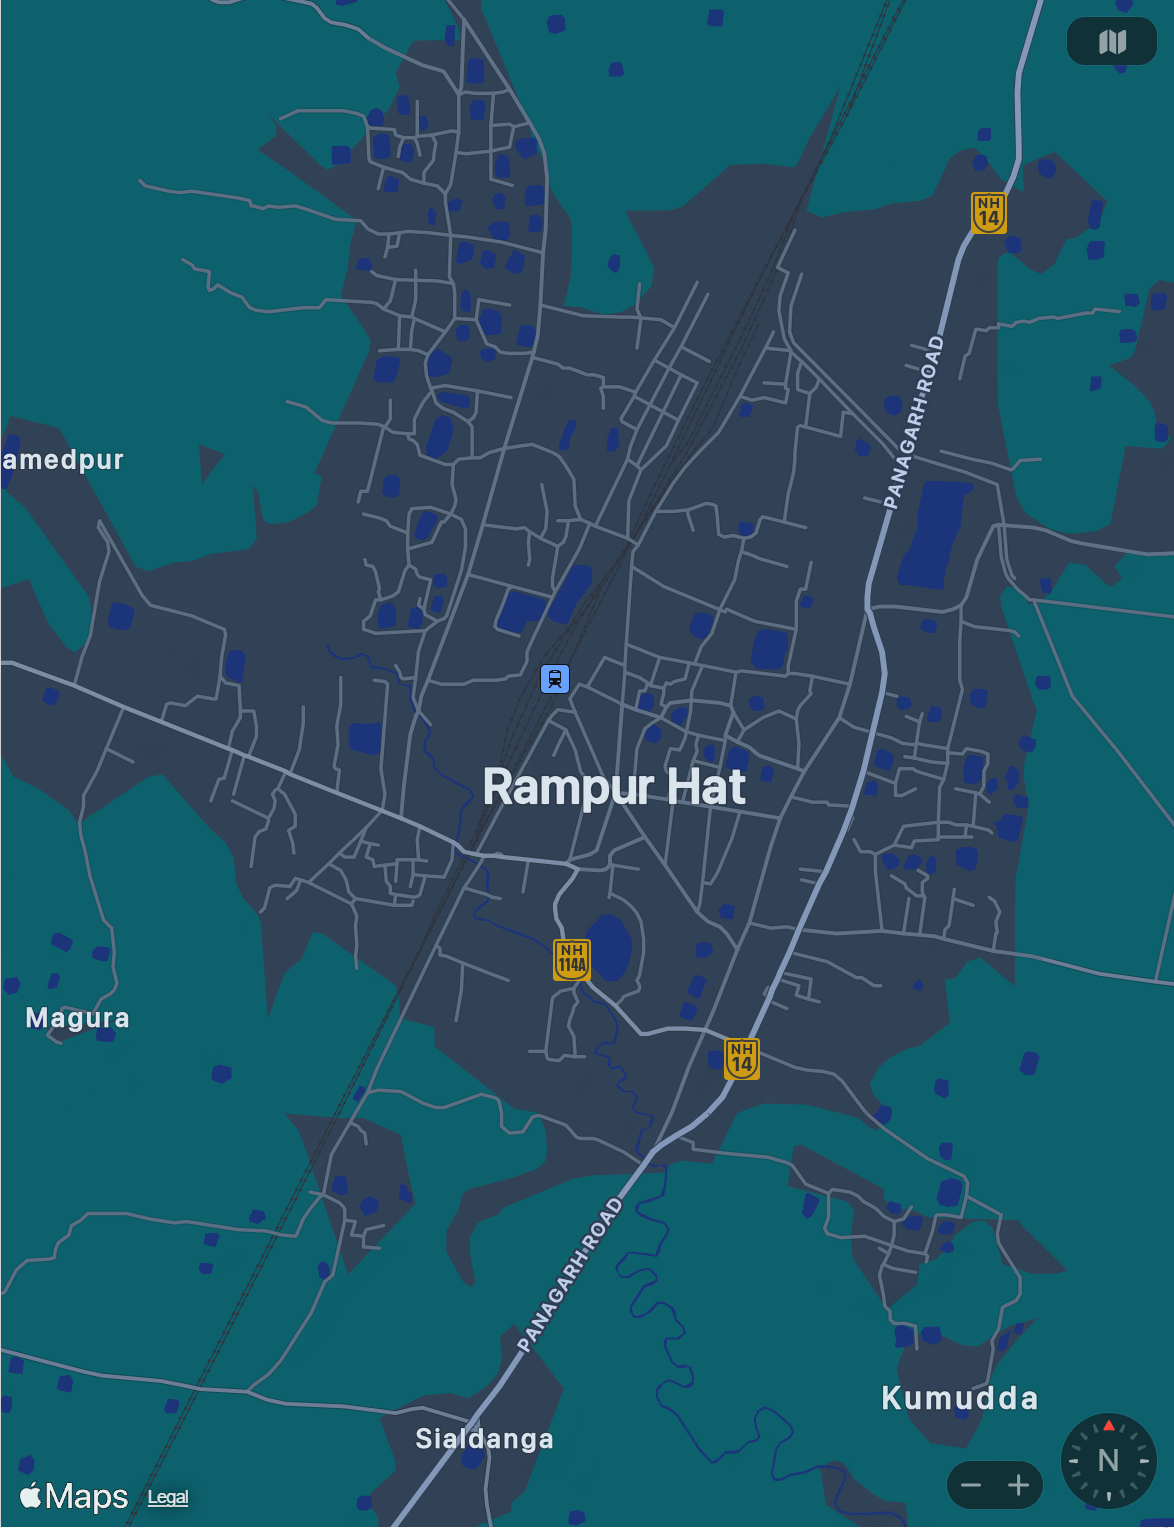 NH
14
PANAGARH ROAD
amedpur
Rampur Hat
NH
114A
Magura
NH
14
PANAGARH ROAD
Kumudda
Sialdanga
N
Maps
Legal